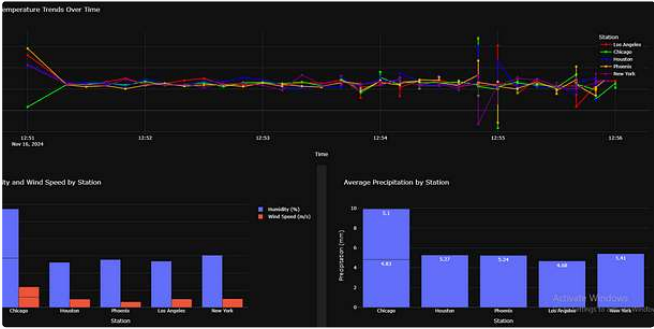 emperature Trends Over Time
Station
Los Angeles
Chicago
Houston
Phoenix
New York
12:51
12:52
12:53
12:54
12:55
12:56
Nov 16, 2024
Time
ity and Wind Speed by Station
Humidity (%)
Wind Speed (m/s)
Chicago
Houston
Phoenix
Los Angeles
New York
Station
Average Precipitation by Station
Precipitation (mm)
10
8
6
4
2
0
5.1
4.83
5.27
5.24
4.68
5.41
Chicago
Houston
Phoenix
Los Angeles
New York
Station
Activate Windows